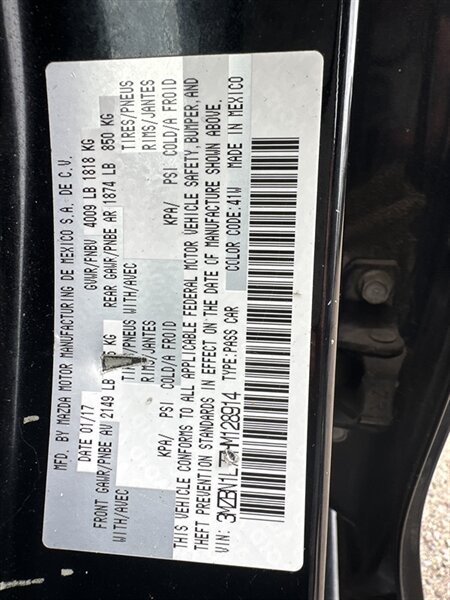 MFD. BY MAZDA MOTOR MANUFACTURING DE MEXICO S.A. DE C.V.
DATE 01/17 GVWR/PNBV 4009 LB 1818 KG
FRONT GAWR/PNBE AV 2149 LB KG REAR GAWR/PNBE AR 1874 LB 850 KG
WITH/AVEC TIRES/PNEUS WITH/AVEC TIRES/PNEUS
RIMS/JANTES RIMS/JANTES
KPA/ PSI COLD/A FROID KPA/ PSI COLD/A FROID
THIS VEHICLE CONFORMS TO ALL APPLICABLE FEDERAL MOTOR VEHICLE SAFETY,BUMPER,AND
THEFT PREVENTION STANDARDS IN EFFECT ON THE DATE OF MANUFACTURE SHOWN ABOVE.
VIN: TYPE:PASS CAR COLOR CODE:41W MADE IN MEXICO